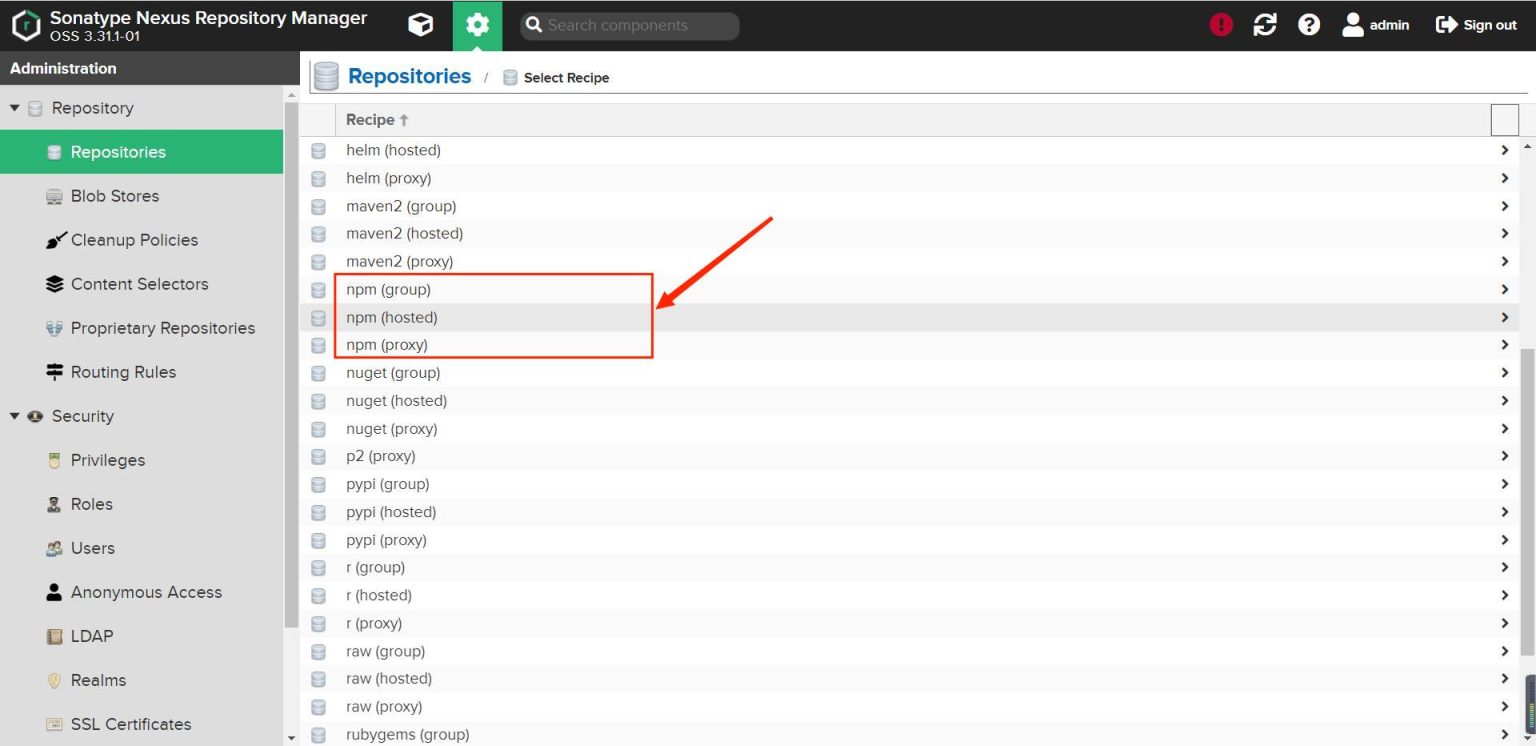 Sonatype Nexus Repository Manager
OSS 3.31.1-01
Search components
admin
Sign out
Administration
Repository
Repositories
Blob Stores
Cleanup Policies
Content Selectors
Proprietary Repositories
Routing Rules
Security
Privileges
Roles
Users
Anonymous Access
LDAP
Realms
SSL Certificates
Repositories / Select Recipe
Recipe
helm (hosted)
helm (proxy)
maven2 (group)
maven2 (hosted)
maven2 (proxy)
npm (group)
npm (hosted)
npm (proxy)
nuget (group)
nuget (hosted)
nuget (proxy)
p2 (proxy)
pypi (group)
pypi (hosted)
pypi (proxy)
r (group)
r (hosted)
r (proxy)
raw (group)
raw (hosted)
raw (proxy)
rubygems (group)